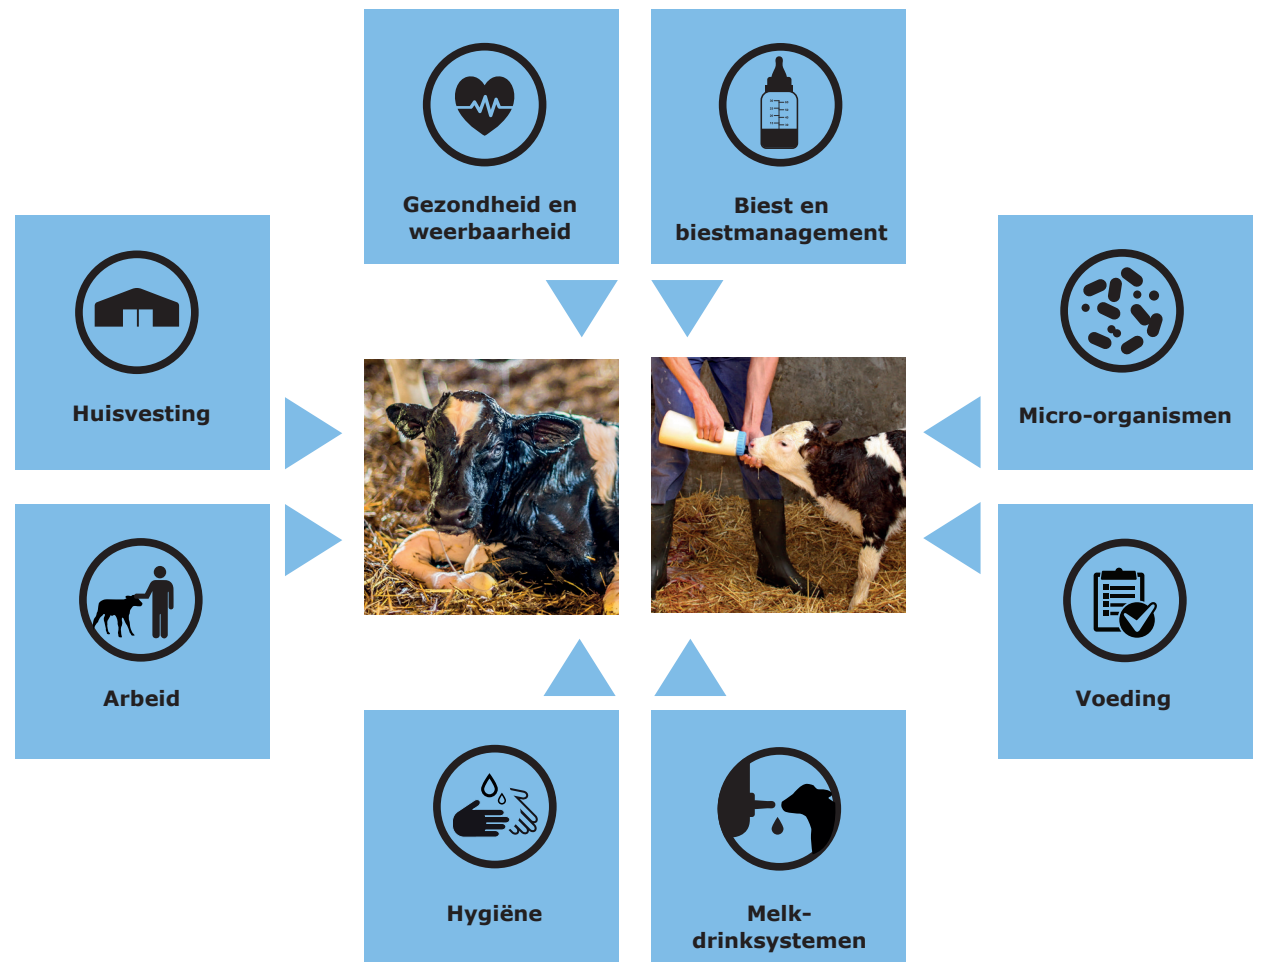 Gezondheid en
weerbaarheid
Biest en
biestmanagement
Huisvesting
Micro-organismen
Arbeid
Voeding
Hygiëne
Melk-
drinksystemen